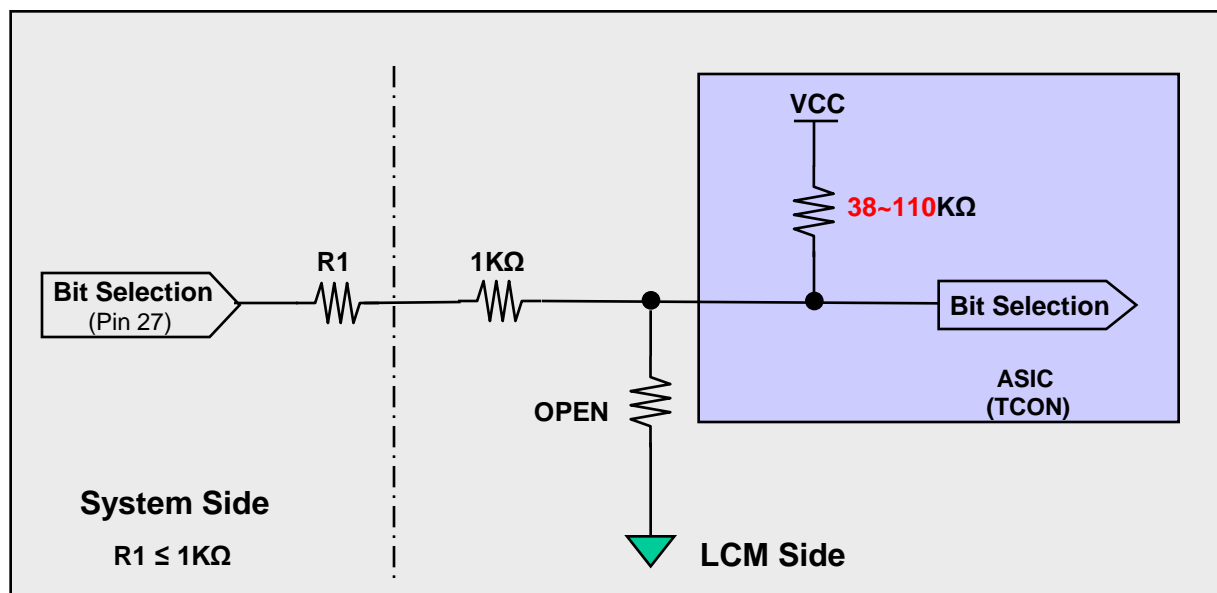 VCC
38~110KΩ
R1
1KΩ
Bit Selection
(Pin 27)
Bit Selection
ASIC
(TCON)
OPEN
System Side
R1 ≤ 1KΩ
LCM Side